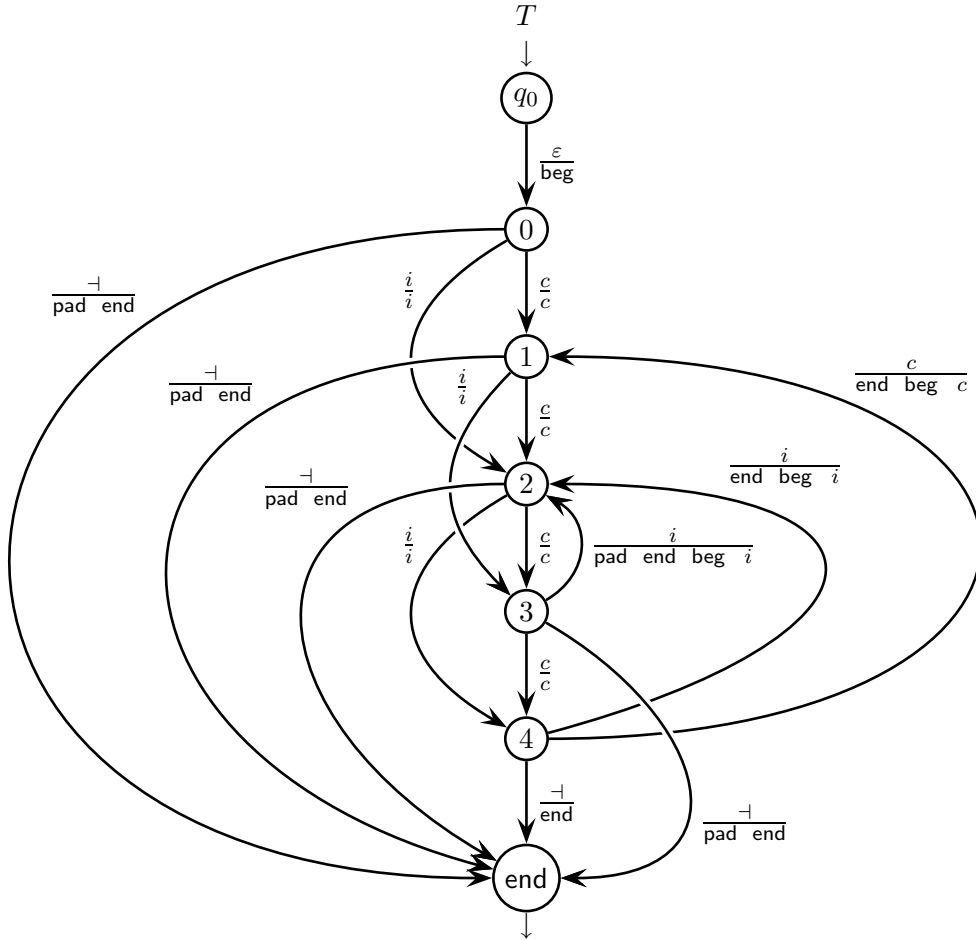 T
↓
q₀
ε
beg
0
⊣
pad end
i
i
c
c
1
⊣
pad end
i
i
c
end beg c
c
c
2
⊣
pad end
i
end beg i
i
i
c
c
i
pad end beg i
3
c
c
4
⊣
end
⊣
pad end
end
↓